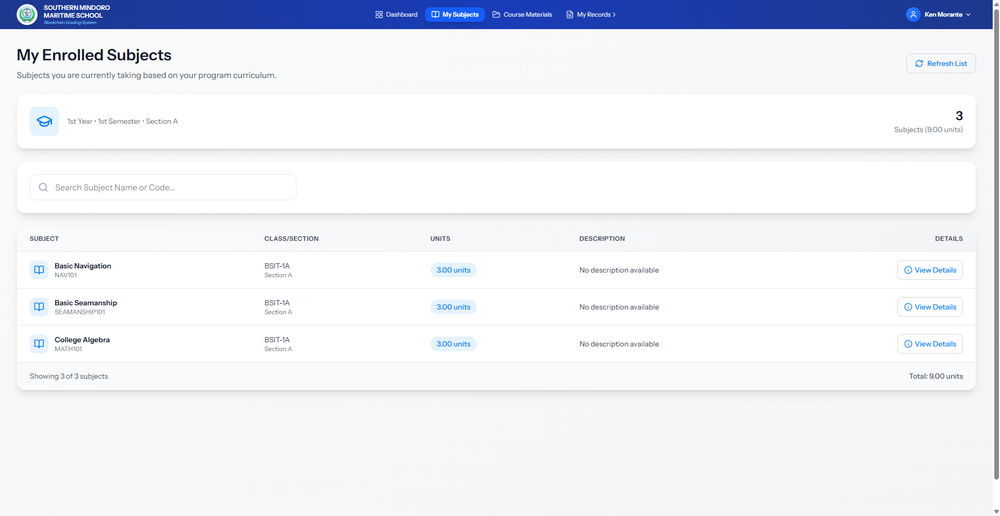 SOUTHERN MINDORO
MARITIME SCHOOL
Blockchain Grading System
Dashboard
My Subjects
Course Materials
My Records
Ken Morante
My Enrolled Subjects
Subjects you are currently taking based on your program curriculum.
Refresh List
1st Year • 1st Semester • Section A
3
Subjects (9.00 units)
Search Subject Name or Code...
SUBJECT CLASS/SECTION UNITS DESCRIPTION DETAILS
Basic Navigation
NAV101
BSIT-1A
Section A
3.00 units
No description available
View Details
Basic Seamanship
SEAMANSHIP101
BSIT-1A
Section A
3.00 units
No description available
View Details
College Algebra
MATH101
BSIT-1A
Section A
3.00 units
No description available
View Details
Showing 3 of 3 subjects
Total: 9.00 units